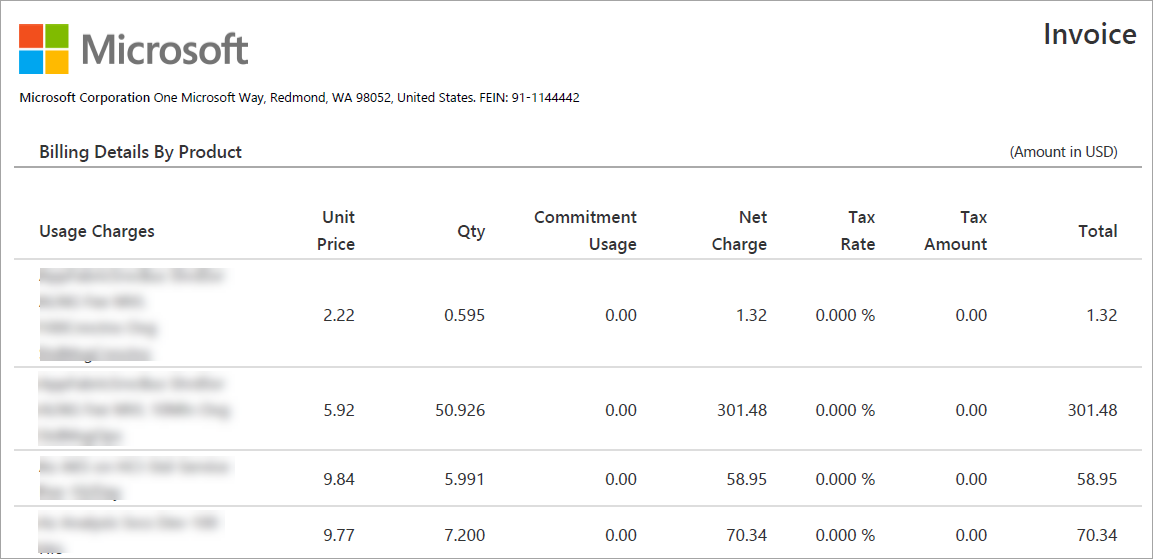 Microsoft
Invoice
Microsoft Corporation One Microsoft Way, Redmond, WA 98052, United States. FEIN: 91-1144442
Billing Details By Product (Amount in USD)
Usage Charges Unit Price Qty Commitment Usage Net Charge Tax Rate Tax Amount Total
2.22 0.595 0.00 1.32 0.000 % 0.00 1.32
5.92 50.926 0.00 301.48 0.000 % 0.00 301.48
9.84 5.991 0.00 58.95 0.000 % 0.00 58.95
9.77 7.200 0.00 70.34 0.000 % 0.00 70.34